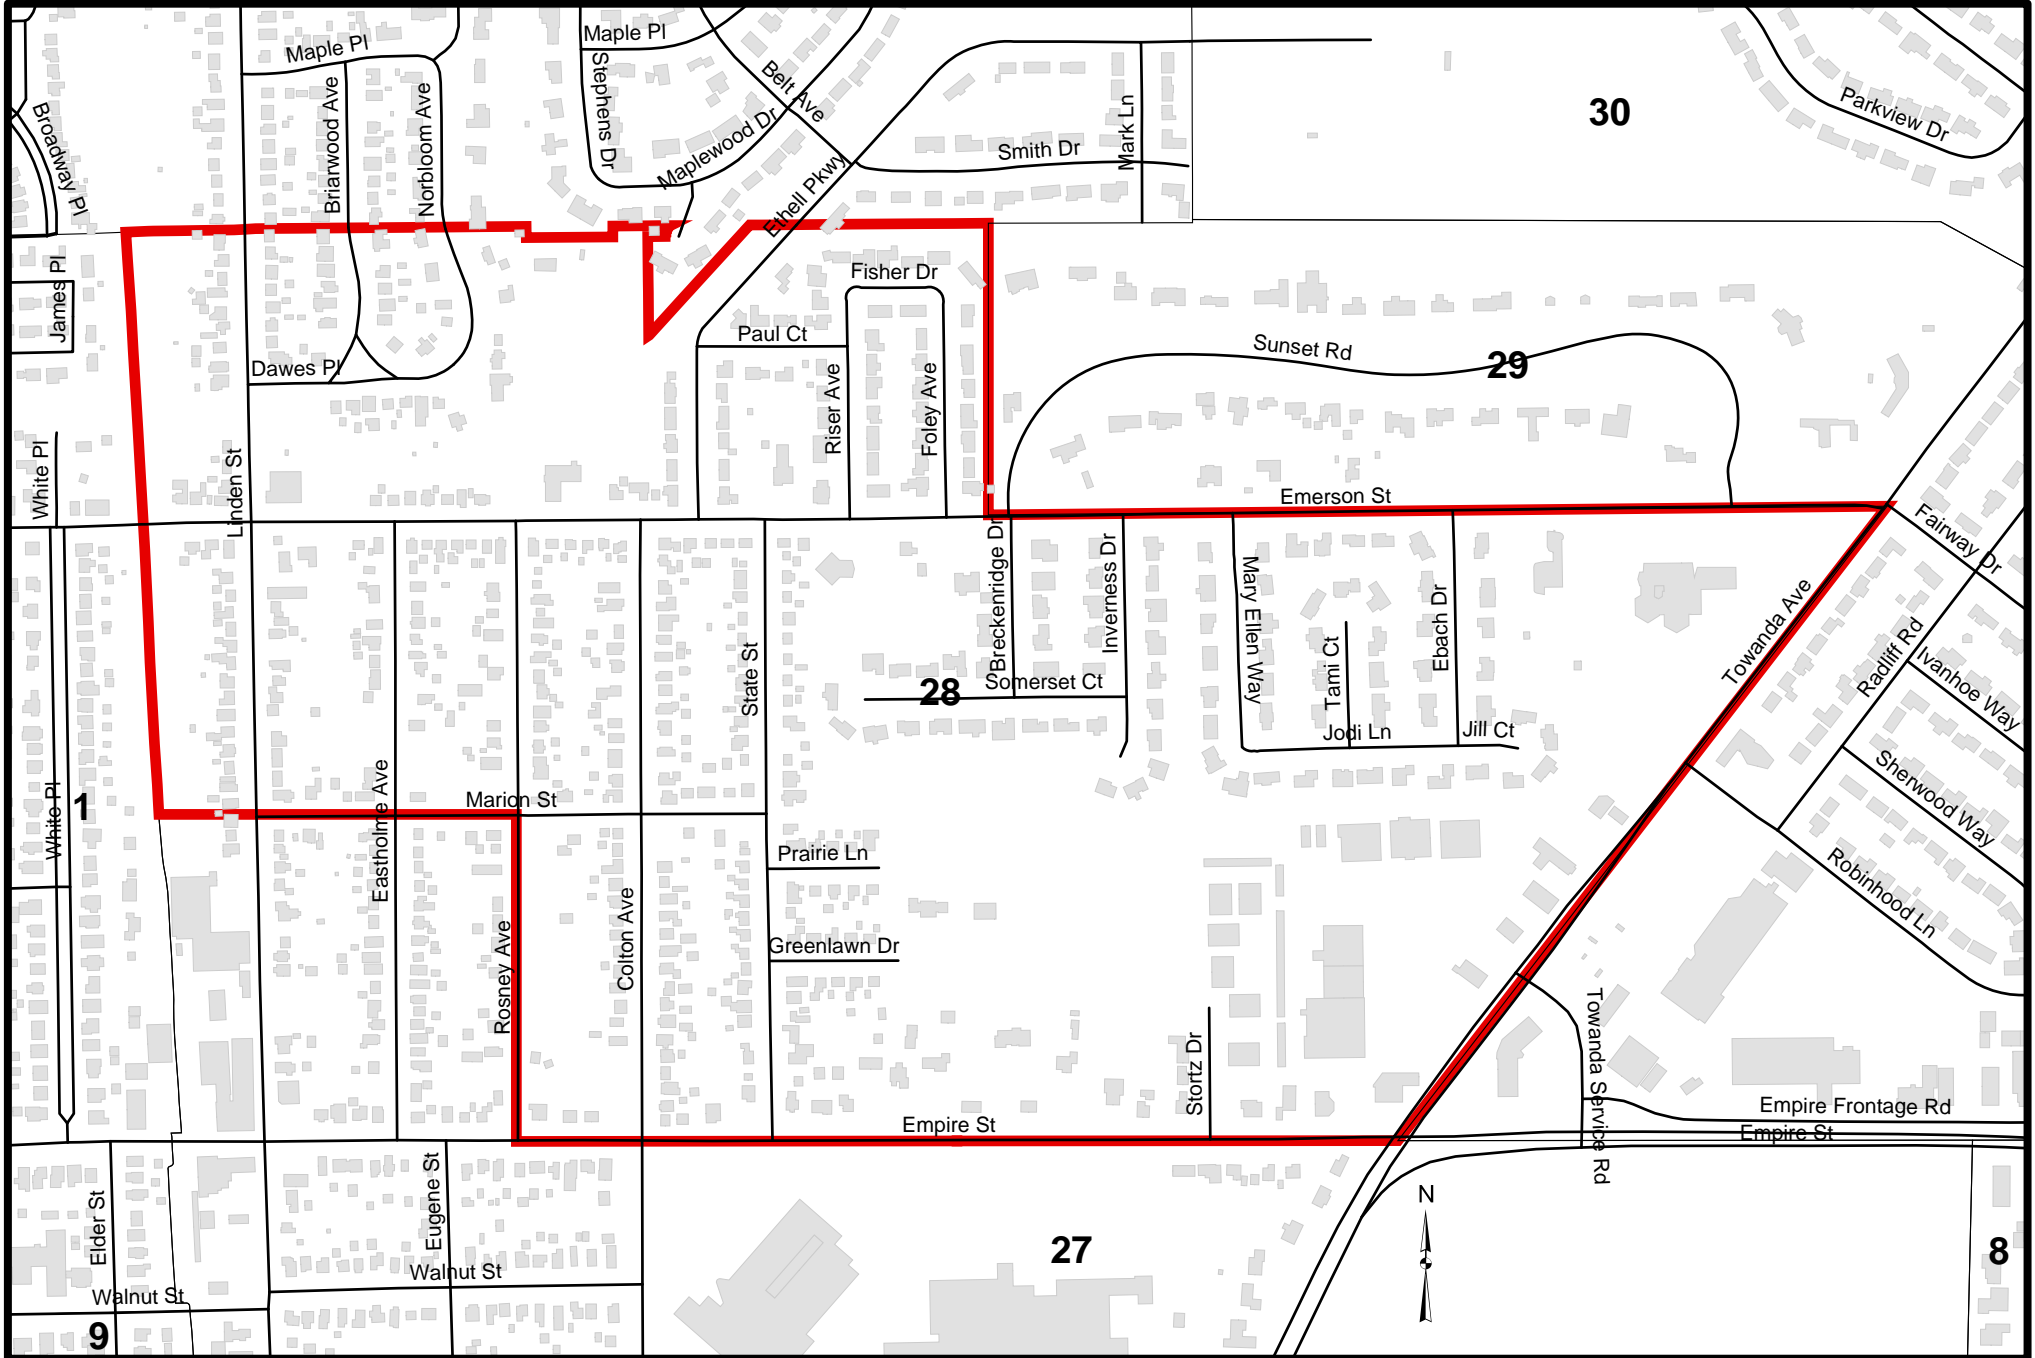 Maple Pl
Maple Pl
Belt Ave
Stephens Dr
Briarwood Ave
Norbloom Ave
Broadway Pl
Maplewood Dr
Mark Ln
Smith Dr
30
Parkview Dr
Ethell Pkwy
James Pl
Fisher Dr
Paul Ct
Sunset Rd
29
Dawes Pl
Riser Ave
Foley Ave
White Pl
Linden St
Emerson St
Fairway Dr
Breckenridge Dr
Inverness Dr
Mary Ellen Way
Tami Ct
Ebach Dr
Towanda Ave
Radliff Rd
Ivanhoe Way
State St
28
Somerset Ct
Jodi Ln
Jill Ct
Sherwood Way
1
White Pl
Eastholme Ave
Marion St
Prairie Ln
Robinhood Ln
Rosney Ave
Colton Ave
Greenlawn Dr
Stortz Dr
Towanda Service Rd
Empire St
Empire Frontage Rd
Empire St
Elder St
Eugene St
N
27
8
Walnut St
Walnut St
9